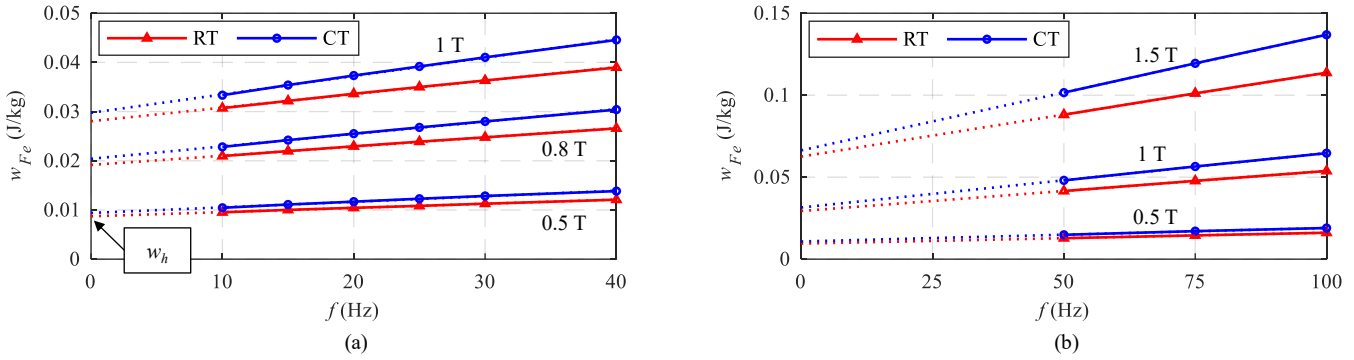 0.05
0.04
0.03
0.02
0.01
0
w_Fe (J/kg)
RT CT
1 T
0.8 T
0.5 T
w_h
0 10 20 30 40
f (Hz)
(a)
0.15
0.1
0.05
0
w_Fe (J/kg)
RT CT
1.5 T
1 T
0.5 T
0 25 50 75 100
f (Hz)
(b)